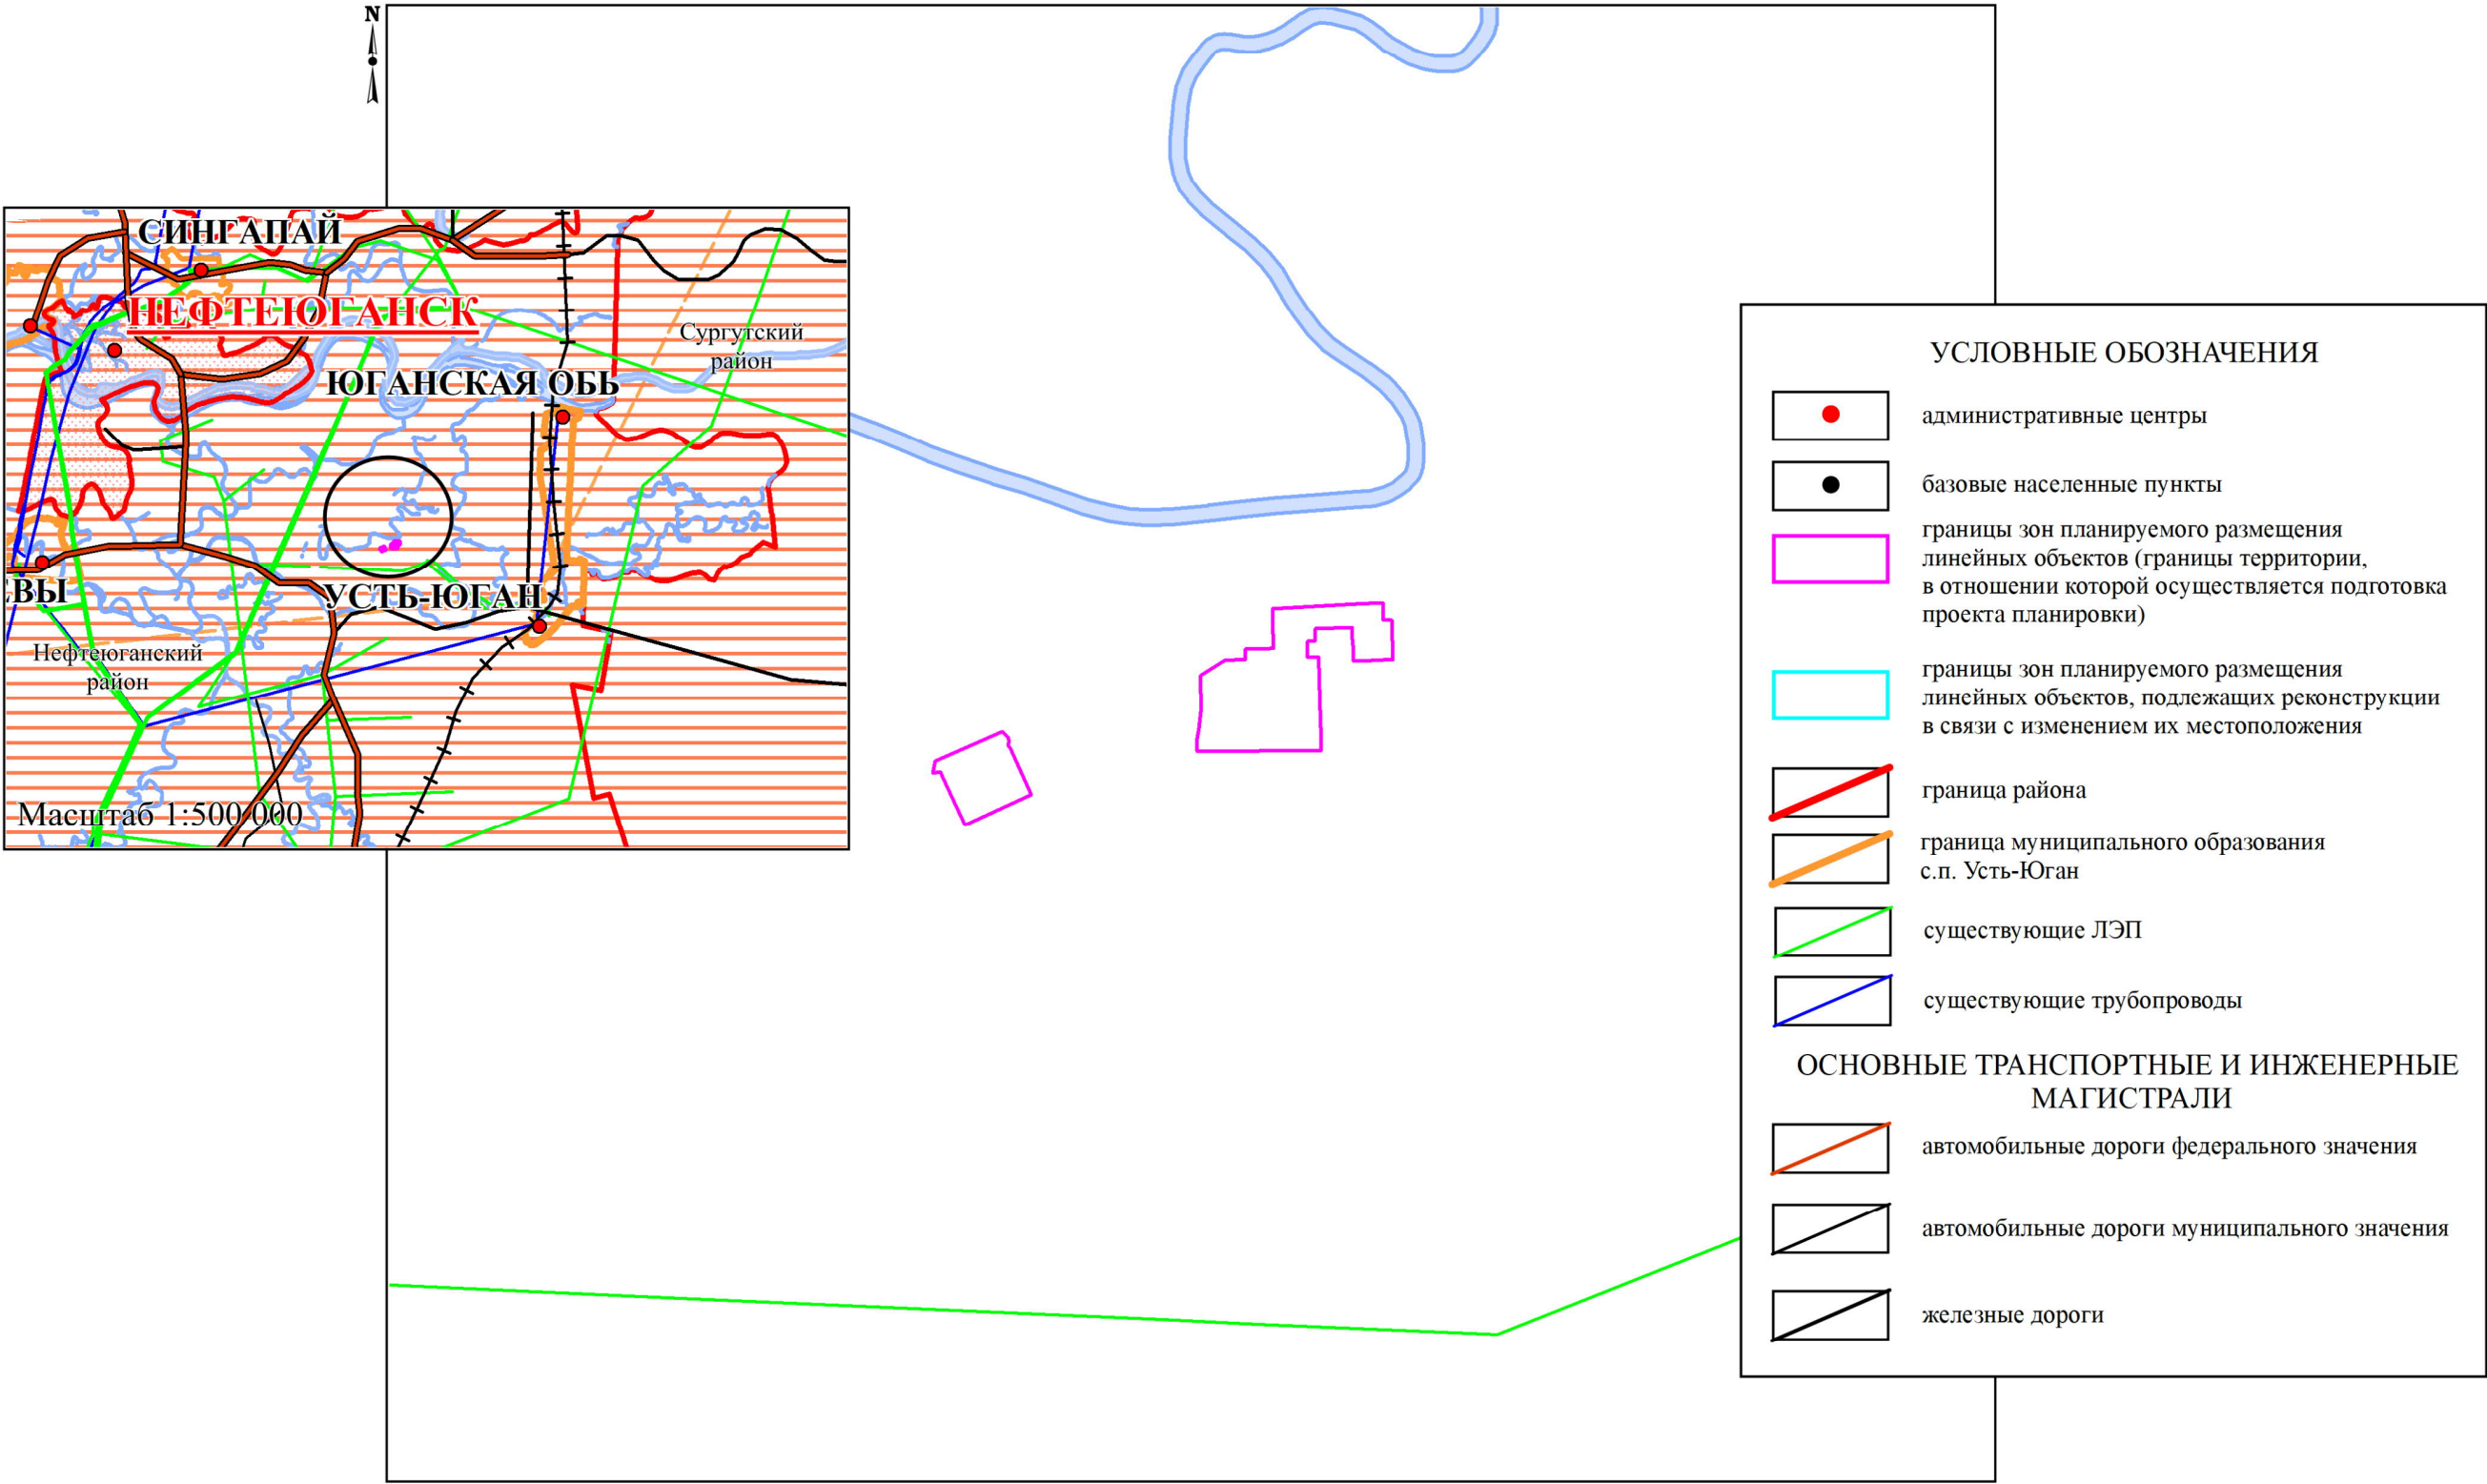 N
СИНГАПАЙ
НЕФТЕЮГАНСК
Сургутский
район
ЮГАНСКАЯ ОБЬ
УСТЬ-ЮГАН
ЕВЫ
Нефтеюганский
район
Масштаб 1:500 000
УСЛОВНЫЕ ОБОЗНАЧЕНИЯ
административные центры
базовые населенные пункты
границы зон планируемого размещения
линейных объектов (границы территории,
в отношении которой осуществляется подготовка
проекта планировки)
границы зон планируемого размещения
линейных объектов, подлежащих реконструкции
в связи с изменением их местоположения
граница района
граница муниципального образования
с.п. Усть-Юган
существующие ЛЭП
существующие трубопроводы
ОСНОВНЫЕ ТРАНСПОРТНЫЕ И ИНЖЕНЕРНЫЕ
МАГИСТРАЛИ
автомобильные дороги федерального значения
автомобильные дороги муниципального значения
железные дороги